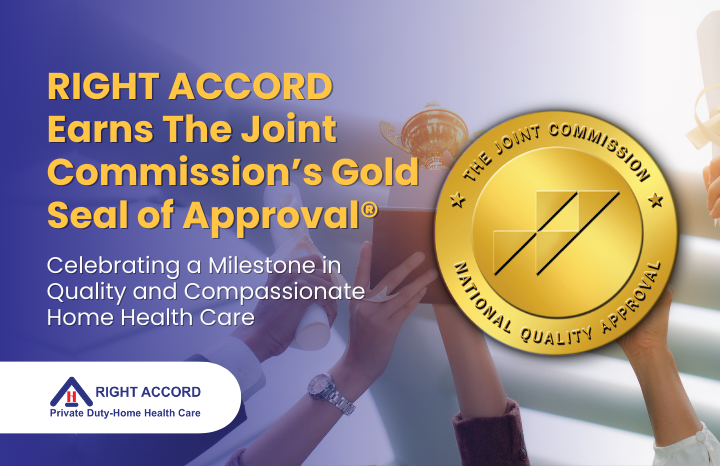 RIGHT ACCORD
Earns The Joint
Commission’s Gold
Seal of Approval®
Celebrating a Milestone in
Quality and Compassionate
Home Health Care
THE JOINT COMMISSION
NATIONAL QUALITY APPROVAL
H
RIGHT ACCORD
Private Duty-Home Health Care